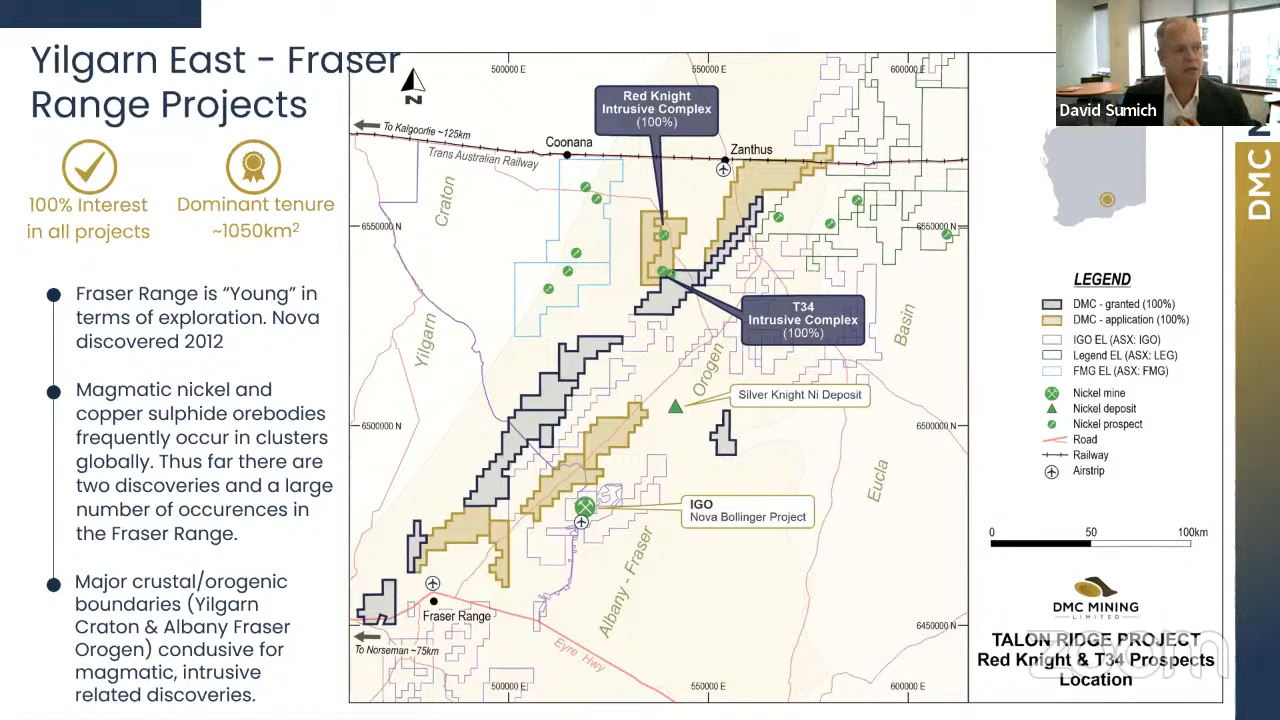 Yilgarn East - Fraser
Range Projects
100% Interest
in all projects
Dominant tenure
~1050km²
Fraser Range is “Young” in
terms of exploration. Nova
discovered 2012
Magmatic nickel and
copper sulphide orebodies
frequently occur in clusters
globally. Thus far there are
two discoveries and a large
number of occurences in
the Fraser Range.
Major crustal/orogenic
boundaries (Yilgarn
Craton & Albany Fraser
Orogen) condusive for
magmatic, intrusive
related discoveries.
N
500000 E
550000 E
600000 E
Red Knight
Intrusive Complex
(100%)
To Kalgoorlie ~125km
Trans Australian Railway
Coonana
Zanthus
Craton
6550000 N
6550000 N
T34
Intrusive Complex
(100%)
Yilgarn
Orogen
Basin
Silver Knight Ni Deposit
6500000 N
6500000 N
Eucla
IGO
Nova Bollinger Project
Albany - Fraser
Fraser Range
6450000 N
6450000 N
To Norseman ~75km
Eyre Hwy
500000 E
550000 E
600000 E
David Sumich
DMC
LEGEND
DMC - granted (100%)
DMC - application (100%)
IGO EL (ASX: IGO)
Legend EL (ASX: LEG)
FMG EL (ASX: FMG)
Nickel mine
Nickel deposit
Nickel prospect
Road
Railway
Airstrip
0 50 100km
DMC MINING
LIMITED
TALON RIDGE PROJECT
Red Knight & T34 Prospects
Location
zoom